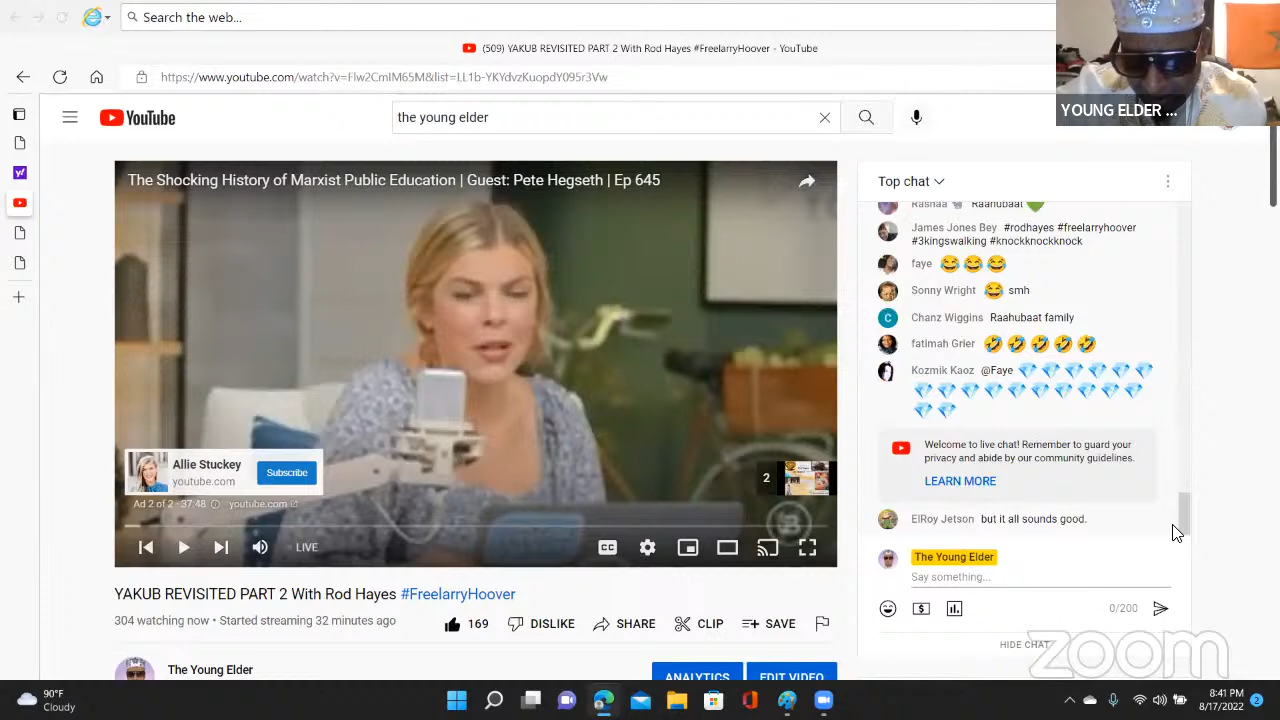 Search the web...
(509) YAKUB REVISITED PART 2 With Rod Hayes #FreelarryHoover - YouTube
https://www.youtube.com/watch?v=Flw2CmIM65M&list=LL1b-YKYdvzKuopdY095r3Vw
YOUNG ELDER ...
YouTube
the young elder
The Shocking History of Marxist Public Education | Guest: Pete Hegseth | Ep 645
Allie Stuckey
youtube.com
Subscribe
2
Ad 2 of 2 · 37:48
youtube.com
LIVE
CC
YAKUB REVISITED PART 2 With Rod Hayes #FreelarryHoover
304 watching now • Started streaming 32 minutes ago
169
DISLIKE
SHARE
CLIP
SAVE
The Young Elder
ANALYTICS
EDIT VIDEO
Top chat
Rashaa Raahubaat 💚
James Jones Bey #rodhayes #freelarryhoover
#3kingswalking #knockknockknock
faye 😂😂😂
Sonny Wright 😂 smh
C
Chanz Wiggins Raahubaat family
fatimah Grier 🤣🤣🤣🤣🤣
Kozmik Kaoz @Faye 💎💎💎💎💎💎
💎💎💎💎💎💎💎💎💎💎
💎💎
Welcome to live chat! Remember to guard your
privacy and abide by our community guidelines.
LEARN MORE
ElRoy Jetson but it all sounds good.
The Young Elder
Say something...
0/200
HIDE CHAT
zoom
90°F
Cloudy
8:41 PM
8/17/2022
2